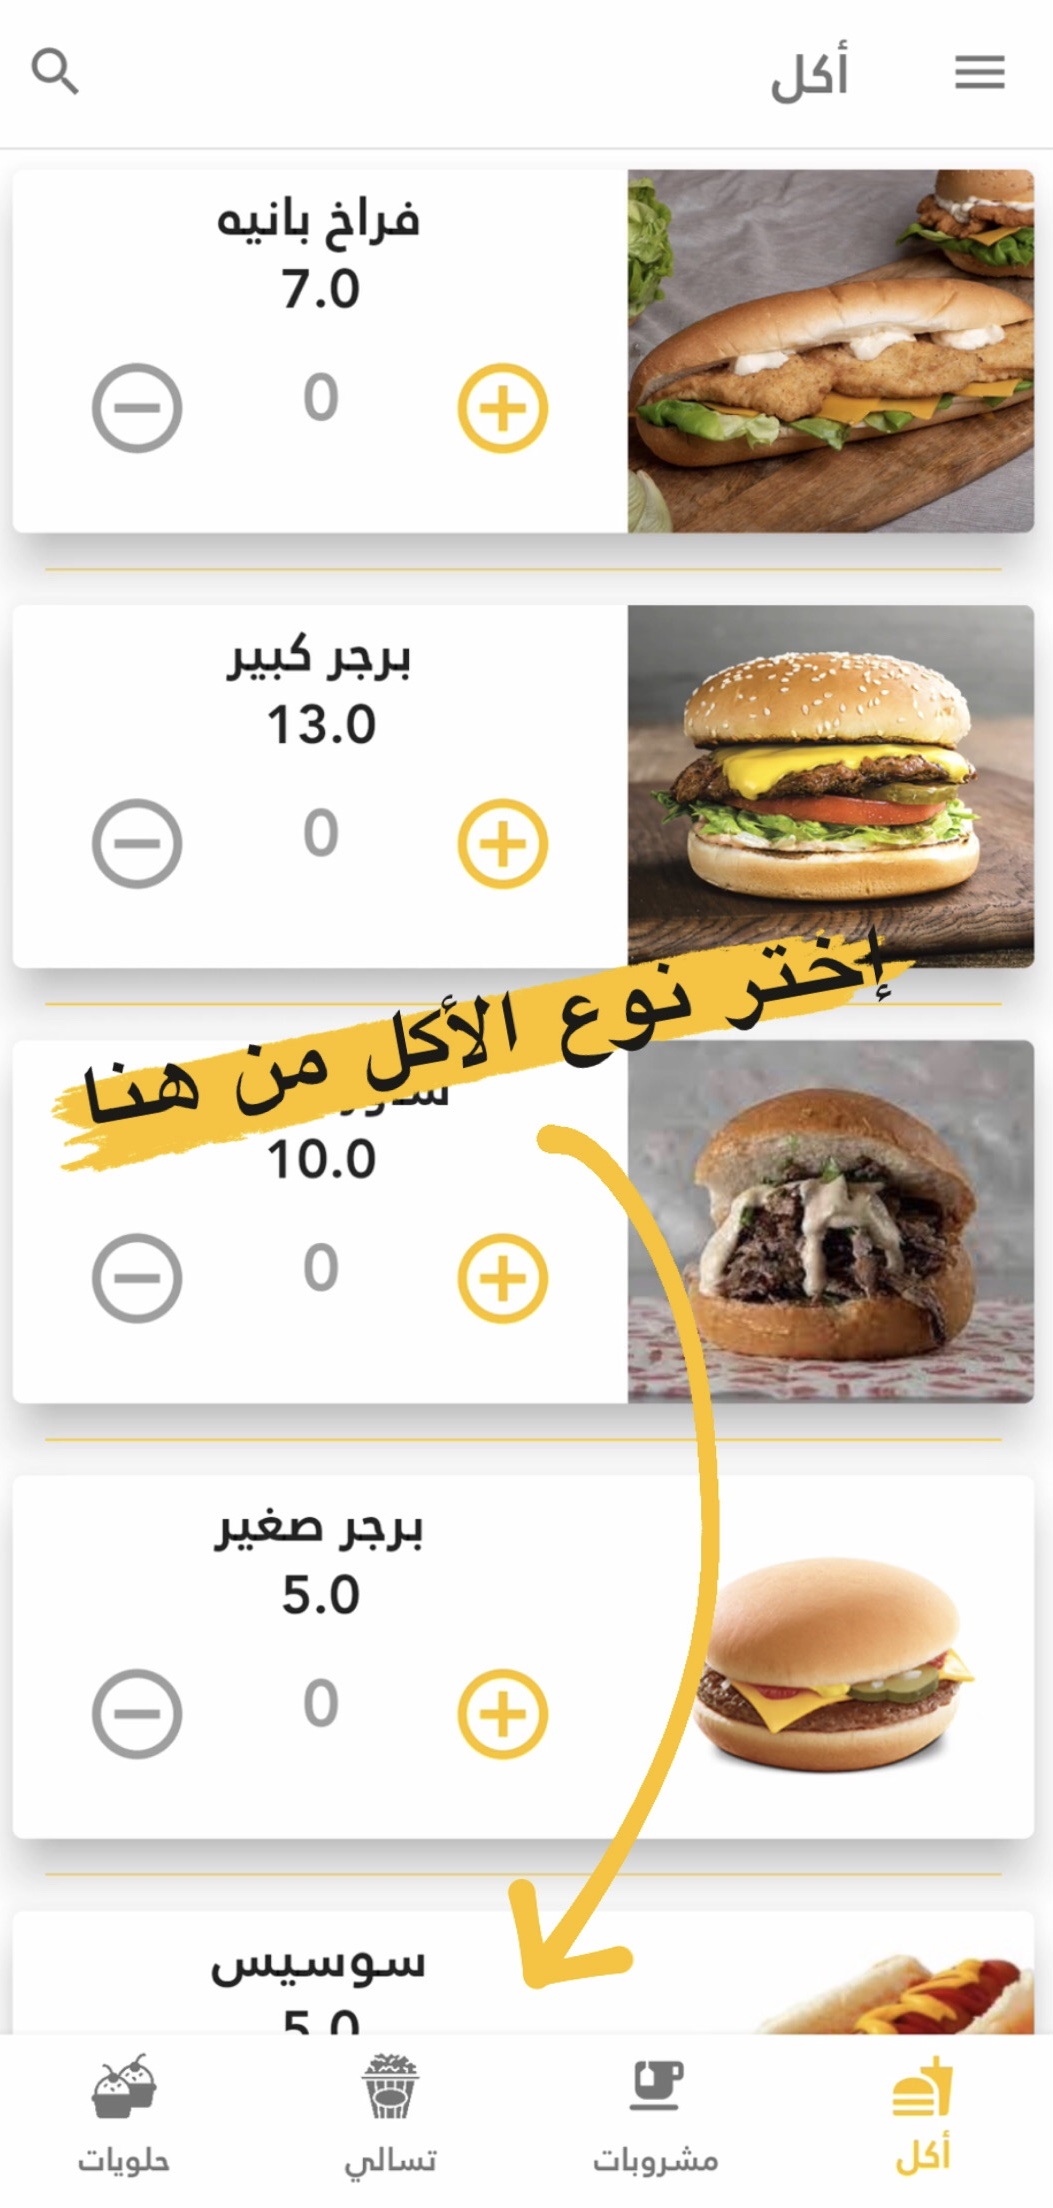 أكل
فراخ بانيه
7.0
0
برجر كبير
13.0
0
إختر نوع الأكل من هنا
10.0
0
برجر صغير
5.0
0
سوسيس
5.0
أكل
مشروبات
تسالي
حلويات